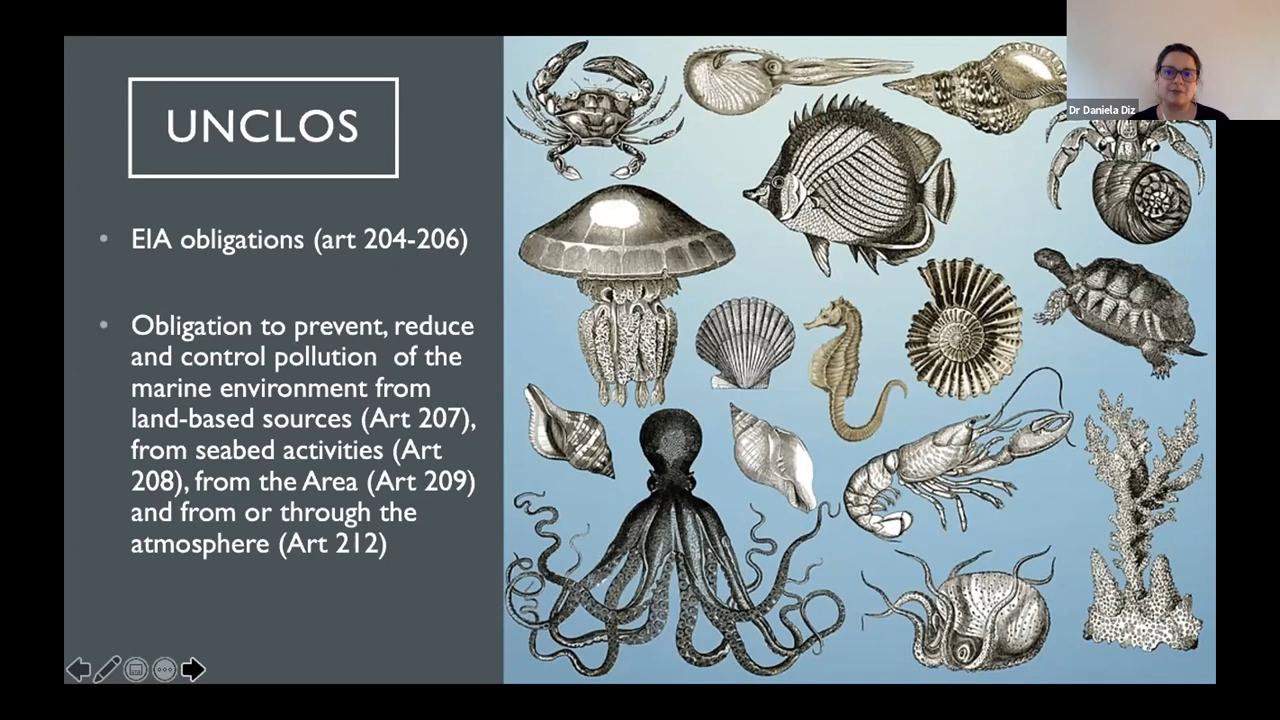 UNCLOS
• EIA obligations (art 204-206)
• Obligation to prevent, reduce
and control pollution of the
marine environment from
land-based sources (Art 207),
from seabed activities (Art
208), from the Area (Art 209)
and from or through the
atmosphere (Art 212)
Dr Daniela Diz